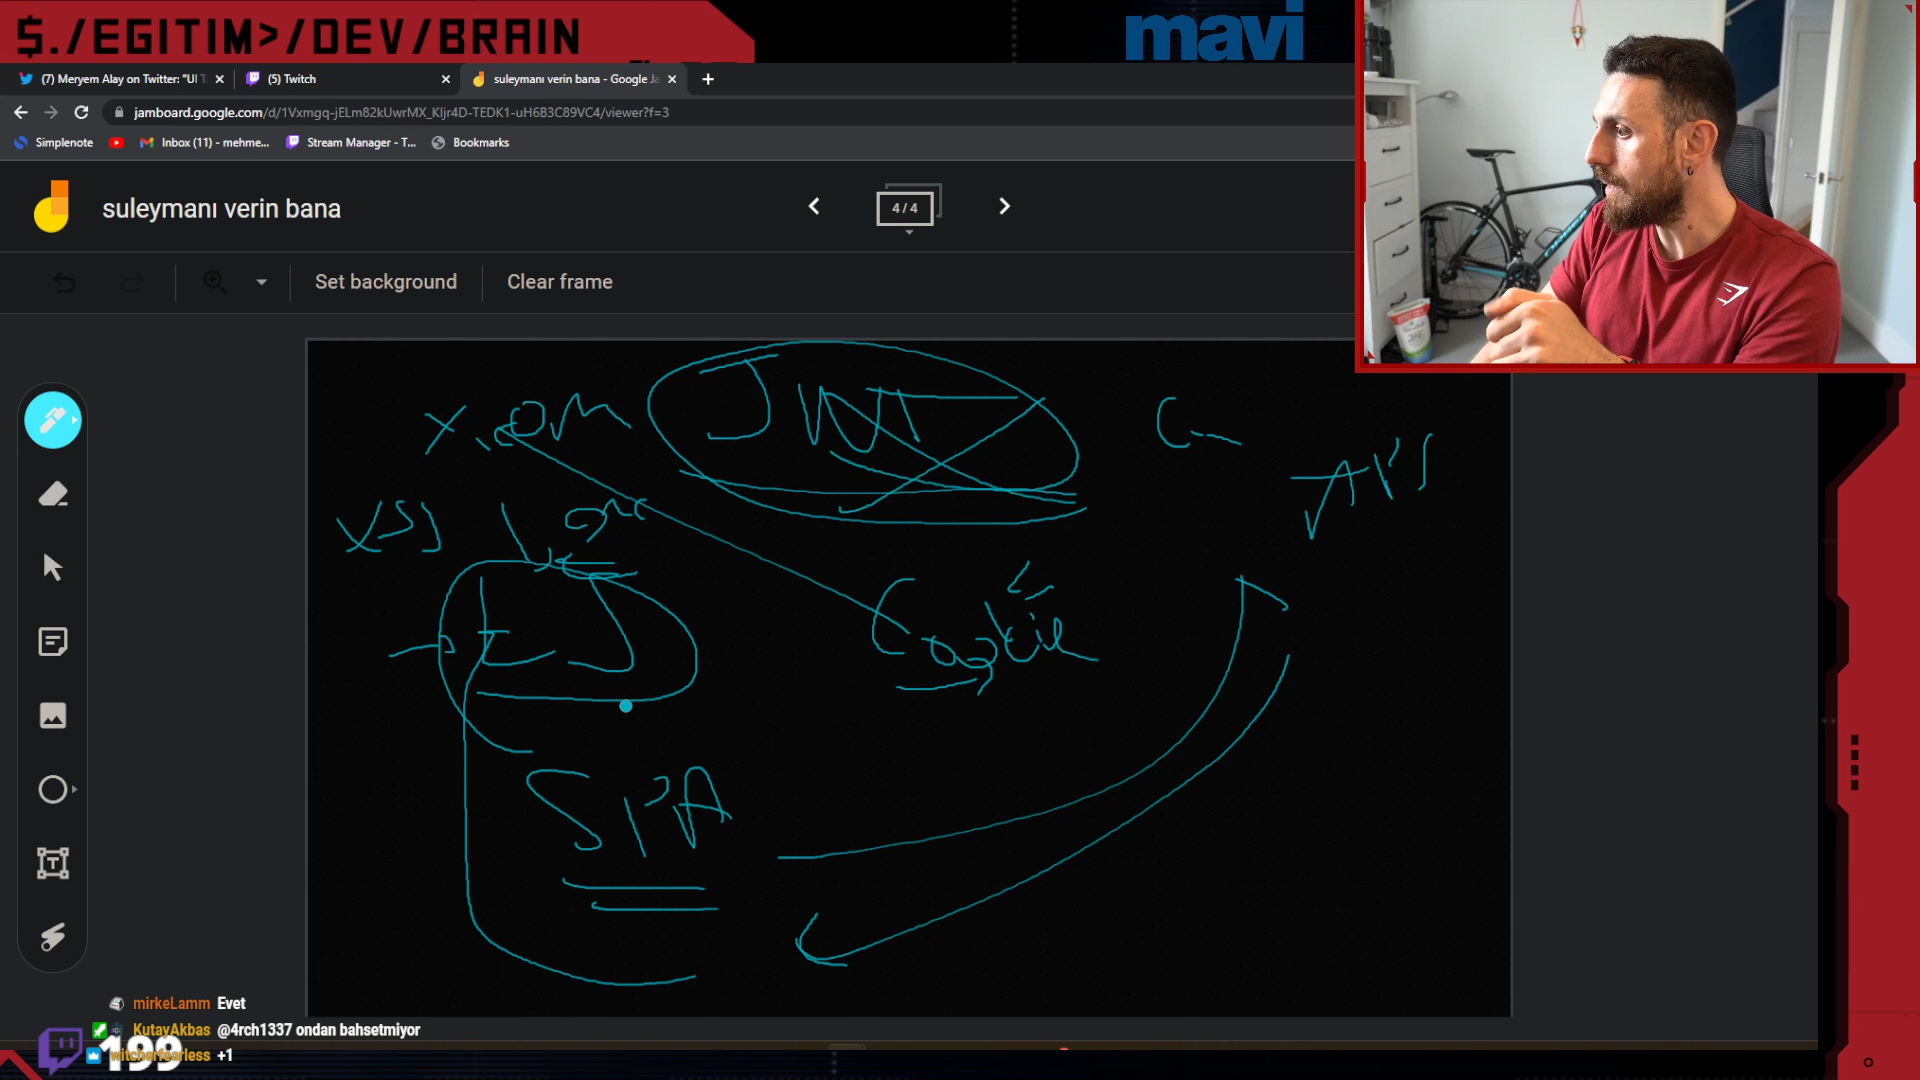 $./EGITIM>/DEV/BRAIN
mavi
(7) Meryem Alay on Twitter: "UI T
(5) Twitch
suleymanı verin bana - Google Ja
jamboard.google.com/d/1Vxmgq-jELm82kUwrMX_KIjr4D-TEDK1-uH6B3C89VC4/viewer?f=3
Simplenote
Inbox (11) - mehme...
Stream Manager - T...
Bookmarks
suleymanı verin bana
4 / 4
Set background
Clear frame
X.com JWT
API
XSS
Cookie
SPA
mirkeLamm Evet
KutayAkbas @4rch1337 ondan bahsetmiyor
199
witcherfearless +1